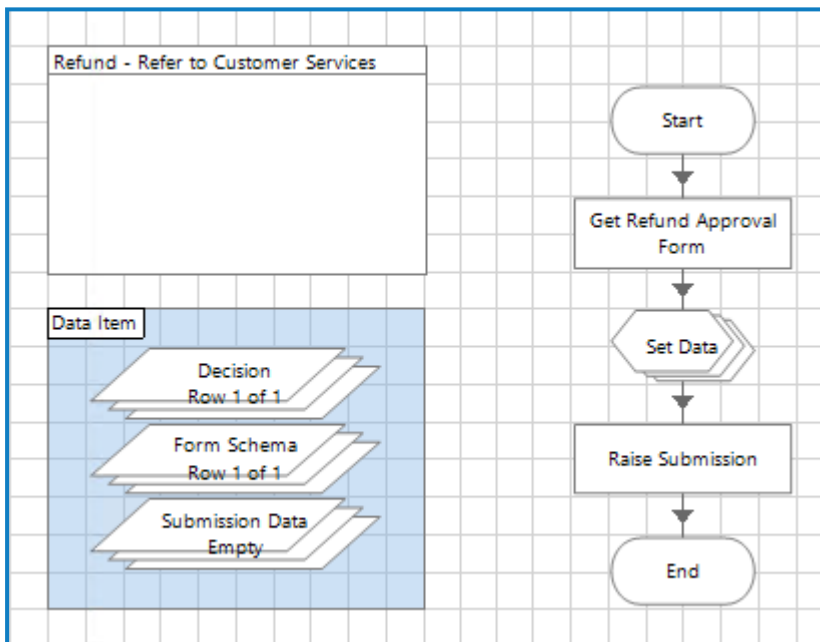 Refund - Refer to Customer Services
Data Item
Decision
Row 1 of 1
Form Schema
Row 1 of 1
Submission Data
Empty
Start
Get Refund Approval
Form
Set Data
Raise Submission
End